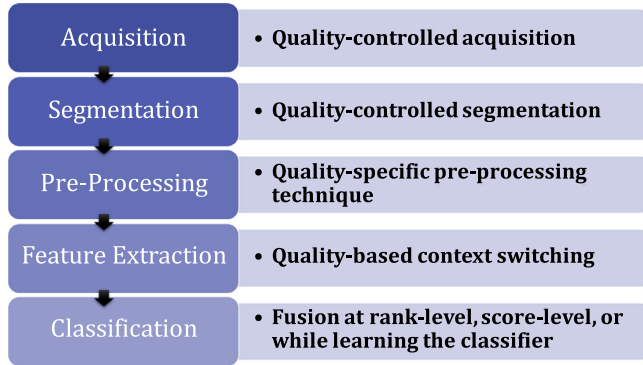 Acquisition
• Quality-controlled acquisition
Segmentation
• Quality-controlled segmentation
Pre-Processing
• Quality-specific pre-processing
technique
Feature Extraction
• Quality-based context switching
Classification
• Fusion at rank-level, score-level, or
while learning the classifier